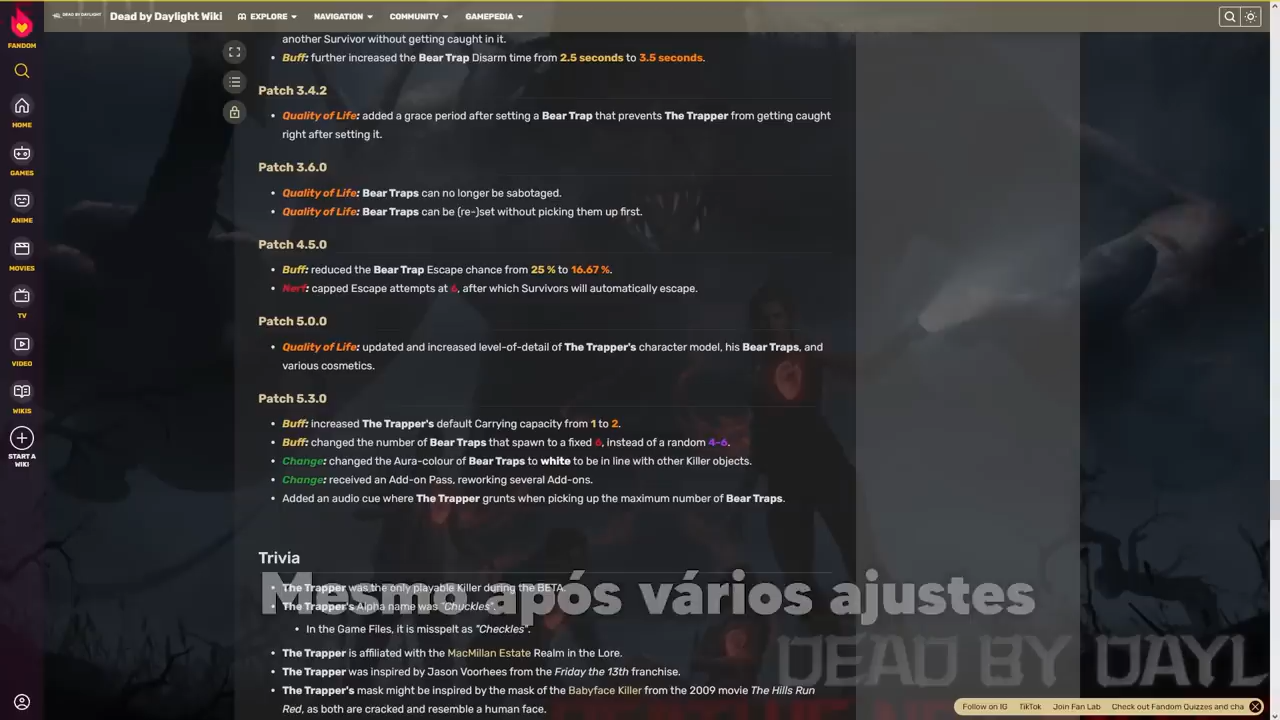 DEAD BY DAYLIGHT
Dead by Daylight Wiki
EXPLORE
NAVIGATION
COMMUNITY
GAMEPEDIA
FANDOM
HOME
GAMES
ANIME
MOVIES
TV
VIDEO
WIKIS
START A
WIKI
another Survivor without getting caught in it.
Buff: further increased the Bear Trap Disarm time from 2.5 seconds to 3.5 seconds.
Patch 3.4.2
Quality of Life: added a grace period after setting a Bear Trap that prevents The Trapper from getting caught
right after setting it.
Patch 3.6.0
Quality of Life: Bear Traps can no longer be sabotaged.
Quality of Life: Bear Traps can be (re-)set without picking them up first.
Patch 4.5.0
Buff: reduced the Bear Trap Escape chance from 25 % to 16.67 %.
Nerf: capped Escape attempts at 6, after which Survivors will automatically escape.
Patch 5.0.0
Quality of Life: updated and increased level-of-detail of The Trapper's character model, his Bear Traps, and
various cosmetics.
Patch 5.3.0
Buff: increased The Trapper's default Carrying capacity from 1 to 2.
Buff: changed the number of Bear Traps that spawn to a fixed 6, instead of a random 4-6.
Change: changed the Aura-colour of Bear Traps to white to be in line with other Killer objects.
Change: received an Add-on Pass, reworking several Add-ons.
Added an audio cue where The Trapper grunts when picking up the maximum number of Bear Traps.
Trivia
The Trapper was the only playable Killer during the BETA.
Mesmo após vários ajustes
The Trapper's Alpha name was "Chuckles".
In the Game Files, it is misspelt as "Checkles".
The Trapper is affiliated with the MacMillan Estate Realm in the Lore.
The Trapper was inspired by Jason Voorhees from the Friday the 13th franchise.
The Trapper's mask might be inspired by the mask of the Babyface Killer from the 2009 movie The Hills Run
Red, as both are cracked and resemble a human face.
DEAD BY DAYL
Follow on IG
TikTok
Join Fan Lab
Check out Fandom Quizzes and cha